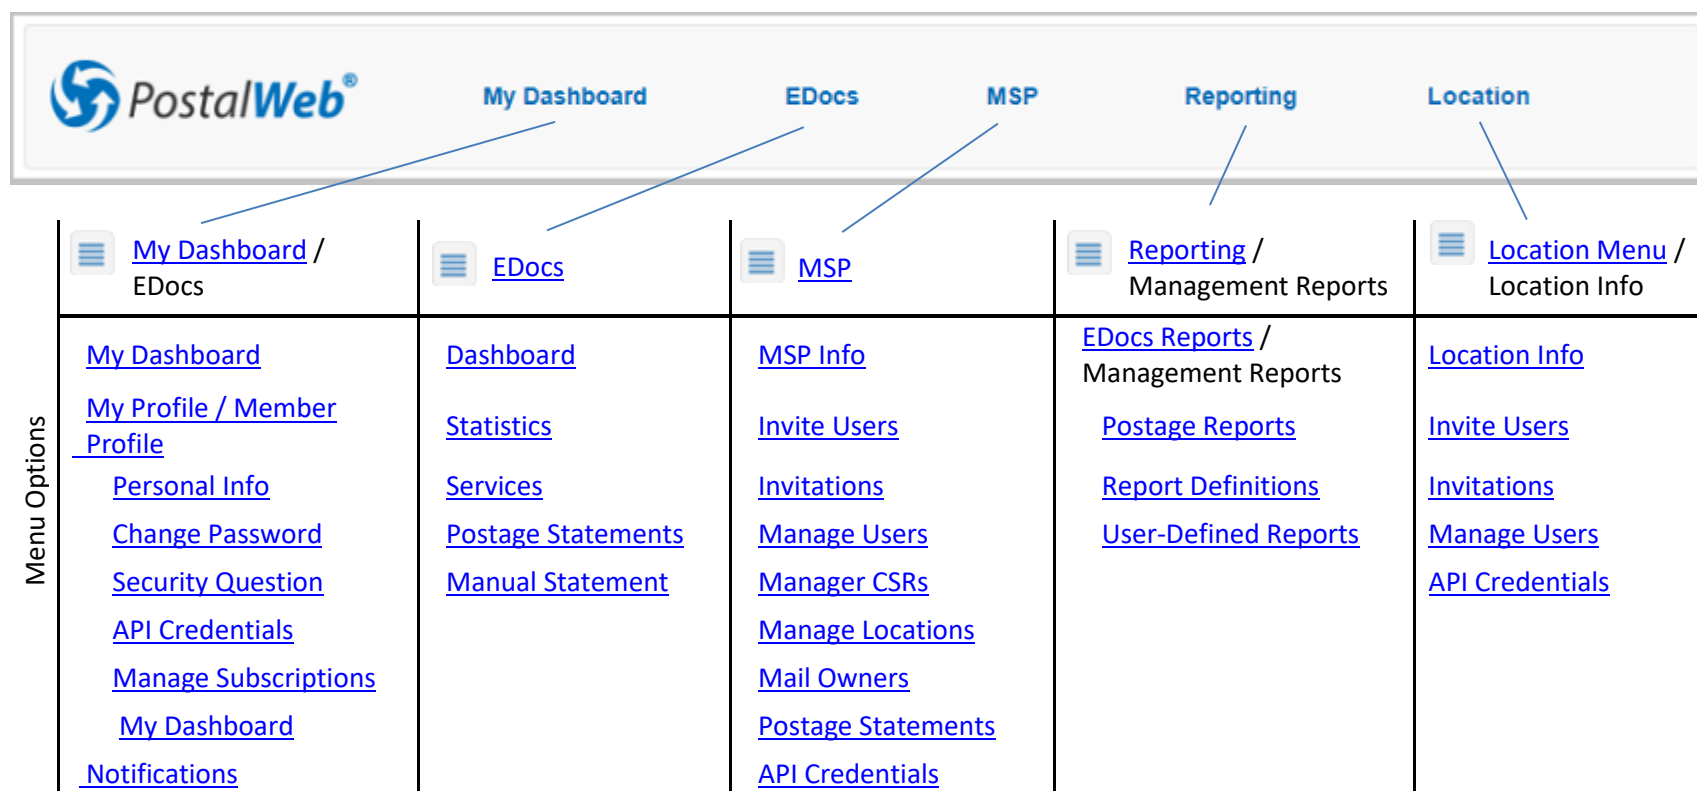 PostalWeb®
My Dashboard
EDocs
MSP
Reporting
Location
My Dashboard /
EDocs
EDocs
MSP
Reporting /
Management Reports
Location Menu /
Location Info
Menu Options
My Dashboard
My Profile / Member
Profile
Personal Info
Change Password
Security Question
API Credentials
Manage Subscriptions
My Dashboard
Notifications
Dashboard
Statistics
Services
Postage Statements
Manual Statement
MSP Info
Invite Users
Invitations
Manage Users
Manager CSRs
Manage Locations
Mail Owners
Postage Statements
API Credentials
EDocs Reports /
Management Reports
Postage Reports
Report Definitions
User-Defined Reports
Location Info
Invite Users
Invitations
Manage Users
API Credentials